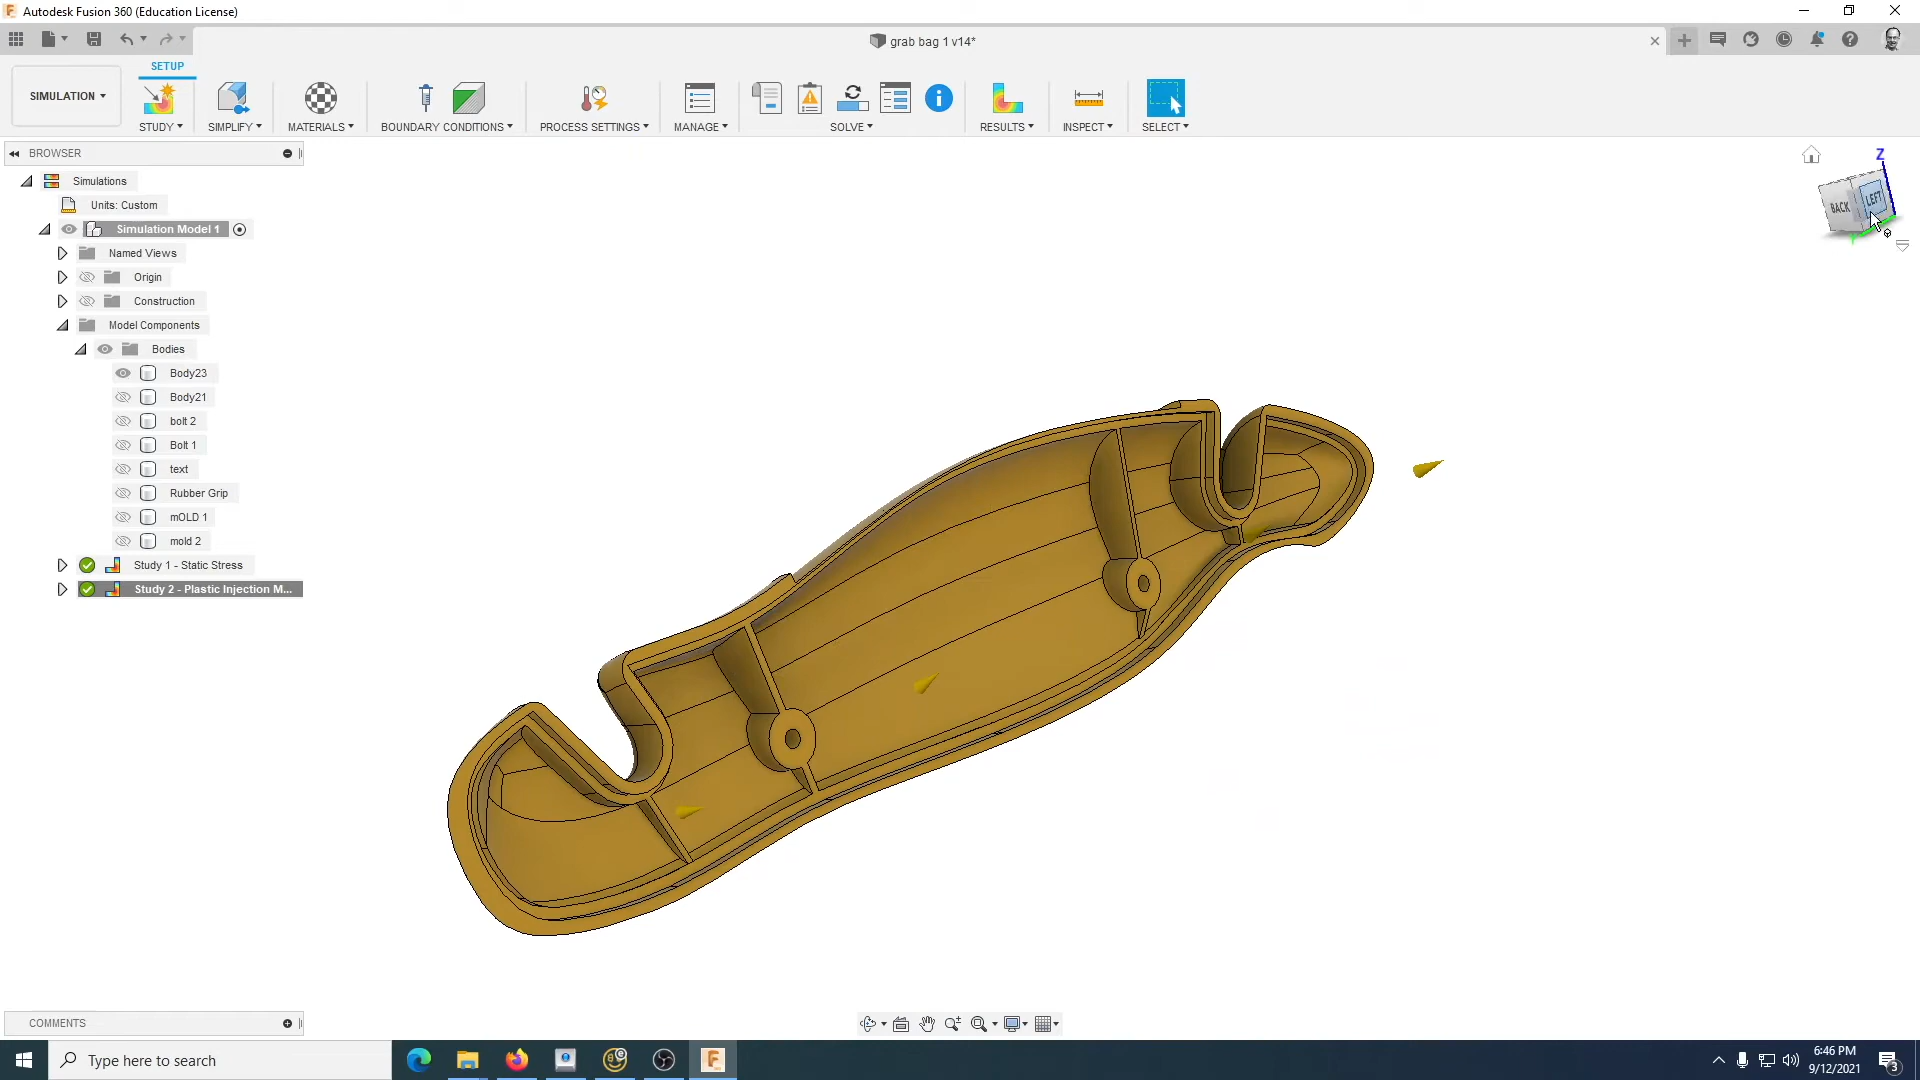 Autodesk Fusion 360 (Education License)
grab bag 1 v14*
SETUP
SIMULATION
STUDY
SIMPLIFY
MATERIALS
BOUNDARY CONDITIONS
PROCESS SETTINGS
MANAGE
SOLVE
RESULTS
INSPECT
SELECT
BROWSER
Simulations
Units: Custom
Simulation Model 1
Named Views
Origin
Construction
Model Components
Bodies
Body23
Body21
bolt 2
Bolt 1
text
Rubber Grip
mOLD 1
mold 2
Study 1 - Static Stress
Study 2 - Plastic Injection M...
Z
BACK
LEFT
COMMENTS
Type here to search
6:46 PM
9/12/2021
3